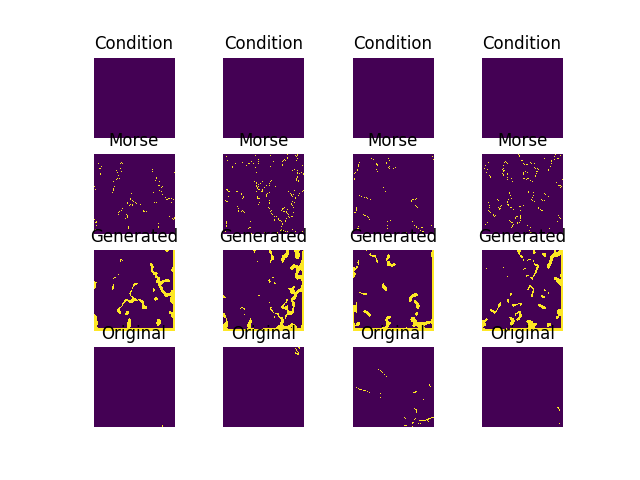 Condition Condition Condition Condition
Morse Morse Morse Morse
Generated Generated Generated Generated
Original Original Original Original